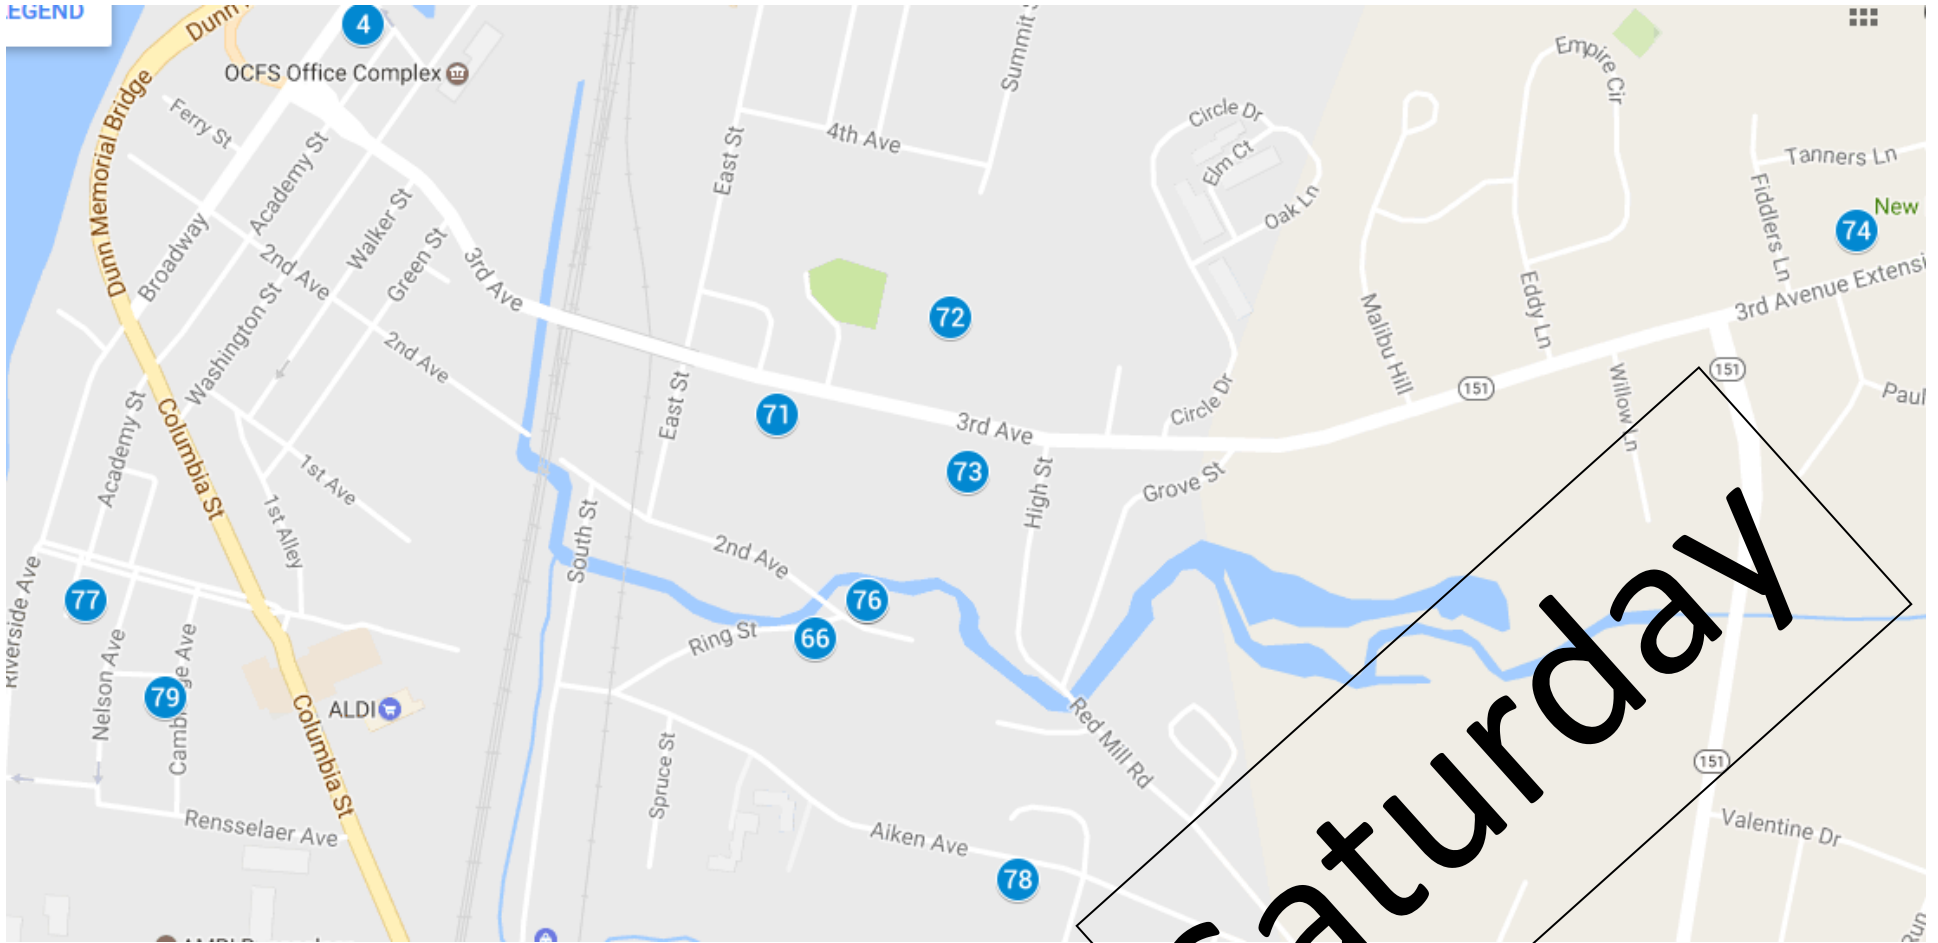 LEGEND
Dunn
4
OCFS Office Complex
Summit S
Empire Cir
Dunn Memorial Bridge
Ferry St
Academy St
East St
4th Ave
Circle Dr
Elm Ct
Oak Ln
Tanners Ln
Fiddlers Ln
New
74
Broadway
2nd Ave
Walker St
Green St
3rd Ave
Washington St
72
Malibu Hill
Eddy Ln
3rd Avenue Extensi
2nd Ave
East St
71
3rd Ave
Circle Dr
151
Willow Ln
151
Paul
Academy St
Columbia St
1st Ave
1st Alley
73
High St
Grove St
South St
2nd Ave
Riverside Ave
77
76
66
Ring St
Nelson Ave
Cambridge Ave
79
ALDI
Columbia St
Spruce St
Red Mill Rd
151
Rensselaer Ave
Aiken Ave
78
Valentine Dr
Saturday
Run